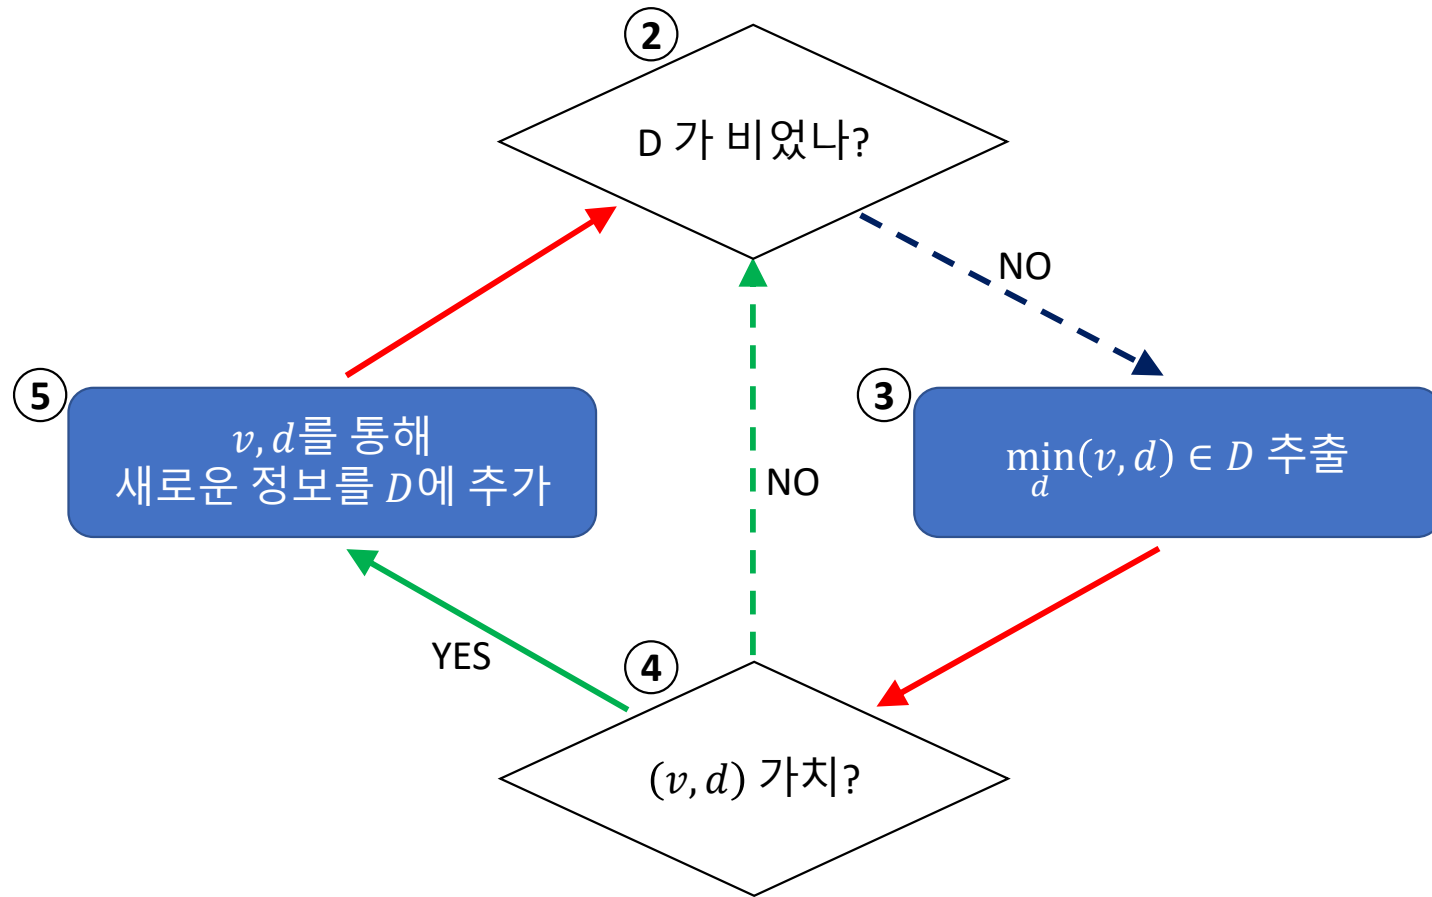 ②
D 가 비었나?
NO
⑤
v, d를 통해
새로운 정보를 D에 추가
③
min(v, d) ∈ D 추출
d
NO
YES
④
(v, d) 가치?